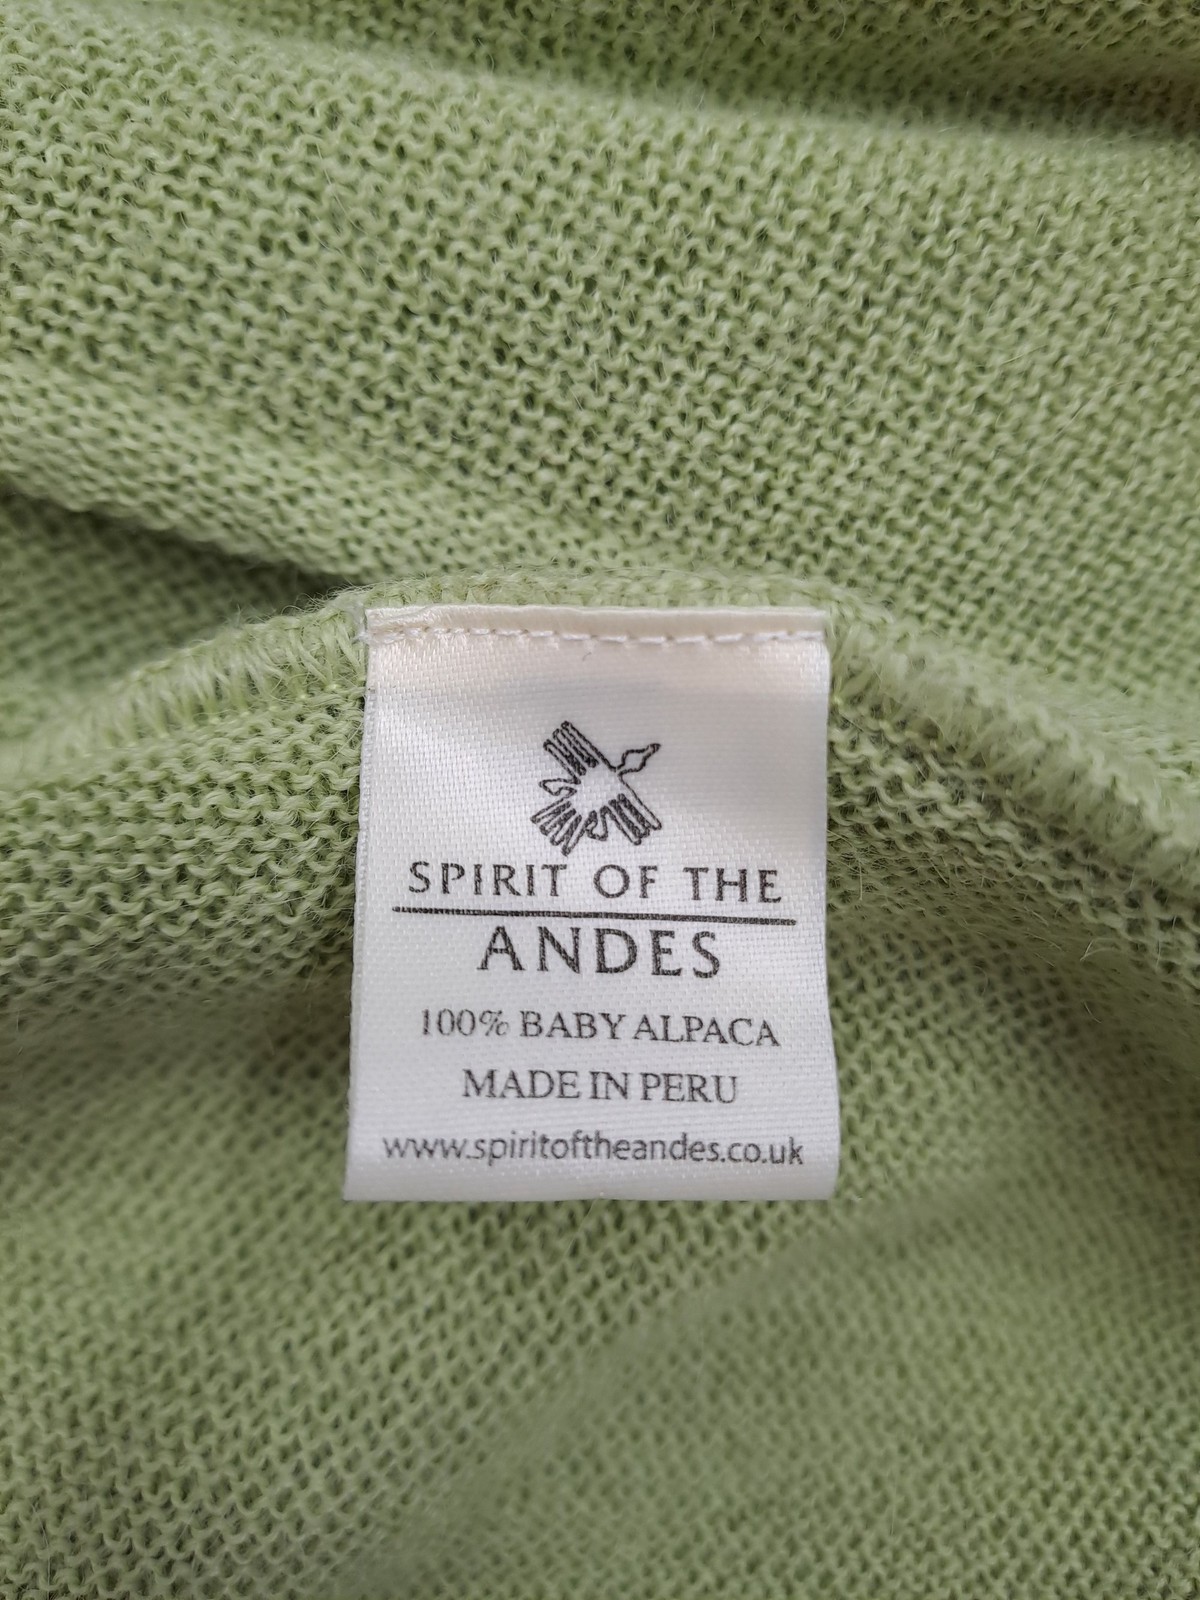 SPIRIT OF THE
ANDES
100% BABY ALPACA
MADE IN PERU
www.spiritoftheandes.co.uk